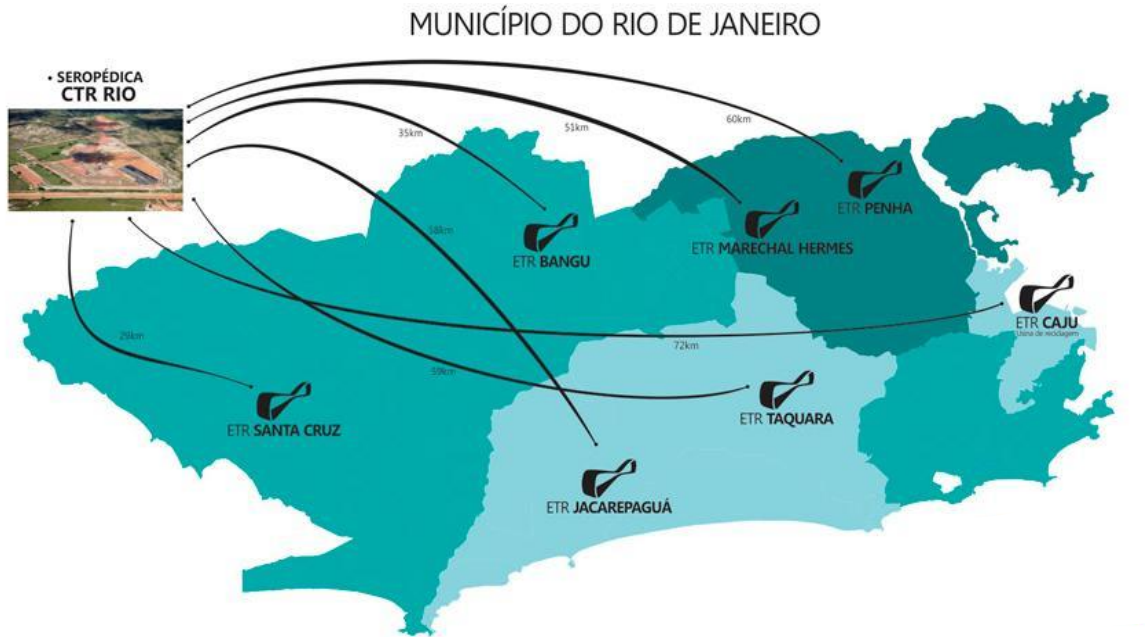 MUNICÍPIO DO RIO DE JANEIRO
• SEROPÉDICA
CTR RIO
60km
51km
35km
ETR PENHA
ETR MARECHAL HERMES
58km
ETR BANGU
ETR CAJU
Usina de reciclagem
29km
72km
59km
ETR TAQUARA
ETR SANTA CRUZ
ETR JACAREPAGUÁ